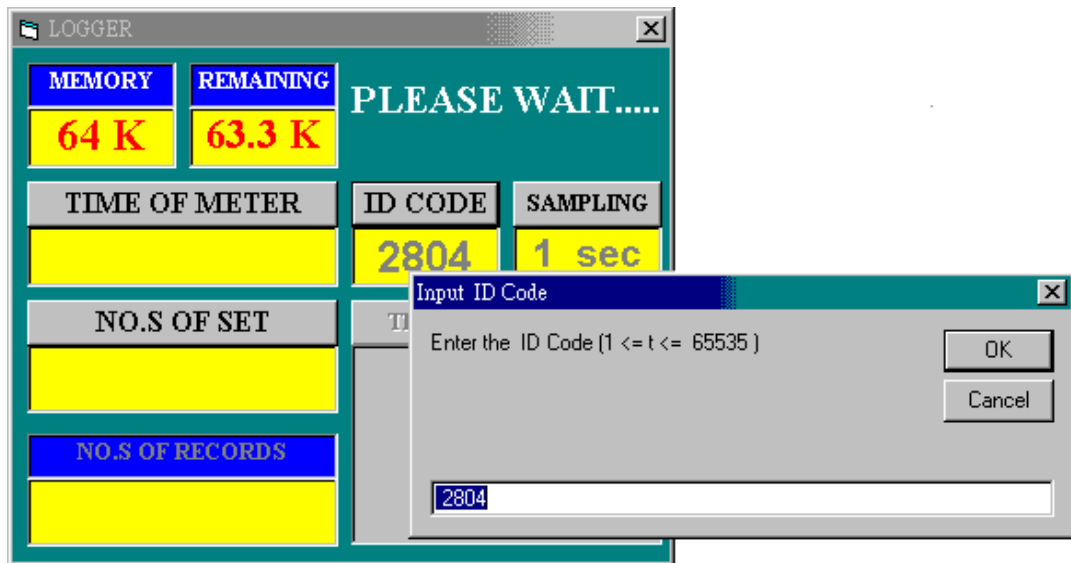 LOGGER
MEMORY REMAINING
PLEASE WAIT.....
64 K 63.3 K
TIME OF METER ID CODE SAMPLING
2804 1 sec
Input ID Code
NO.S OF SET
Enter the ID Code (1 <= t <= 65535 )
OK
Cancel
NO.S OF RECORDS
2804